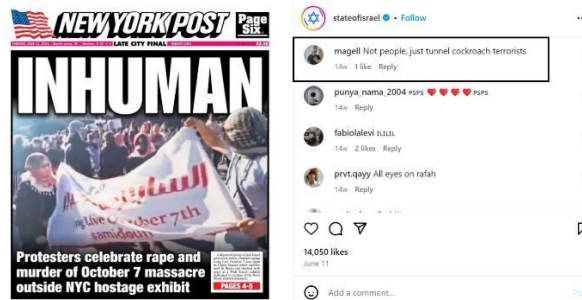 NEW YORK POST
Page Six.
LATE CITY FINAL
INHUMAN
Long Live October 7th
samidoun
Protesters celebrate rape and
murder of October 7 massacre
outside NYC hostage exhibit
PAGES 4-5
stateofisrael • Follow
magell Not people, just tunnel cockroach terrorists
14w 1 like Reply
punya_nama_2004 PSPS ❤️ ❤️ ❤️ ❤️ PSPS
14w Reply
fabiolalevi
14w 2 likes Reply
prvt.qayy All eyes on rafah
14w Reply
14,050 likes
June 11
Add a comment...